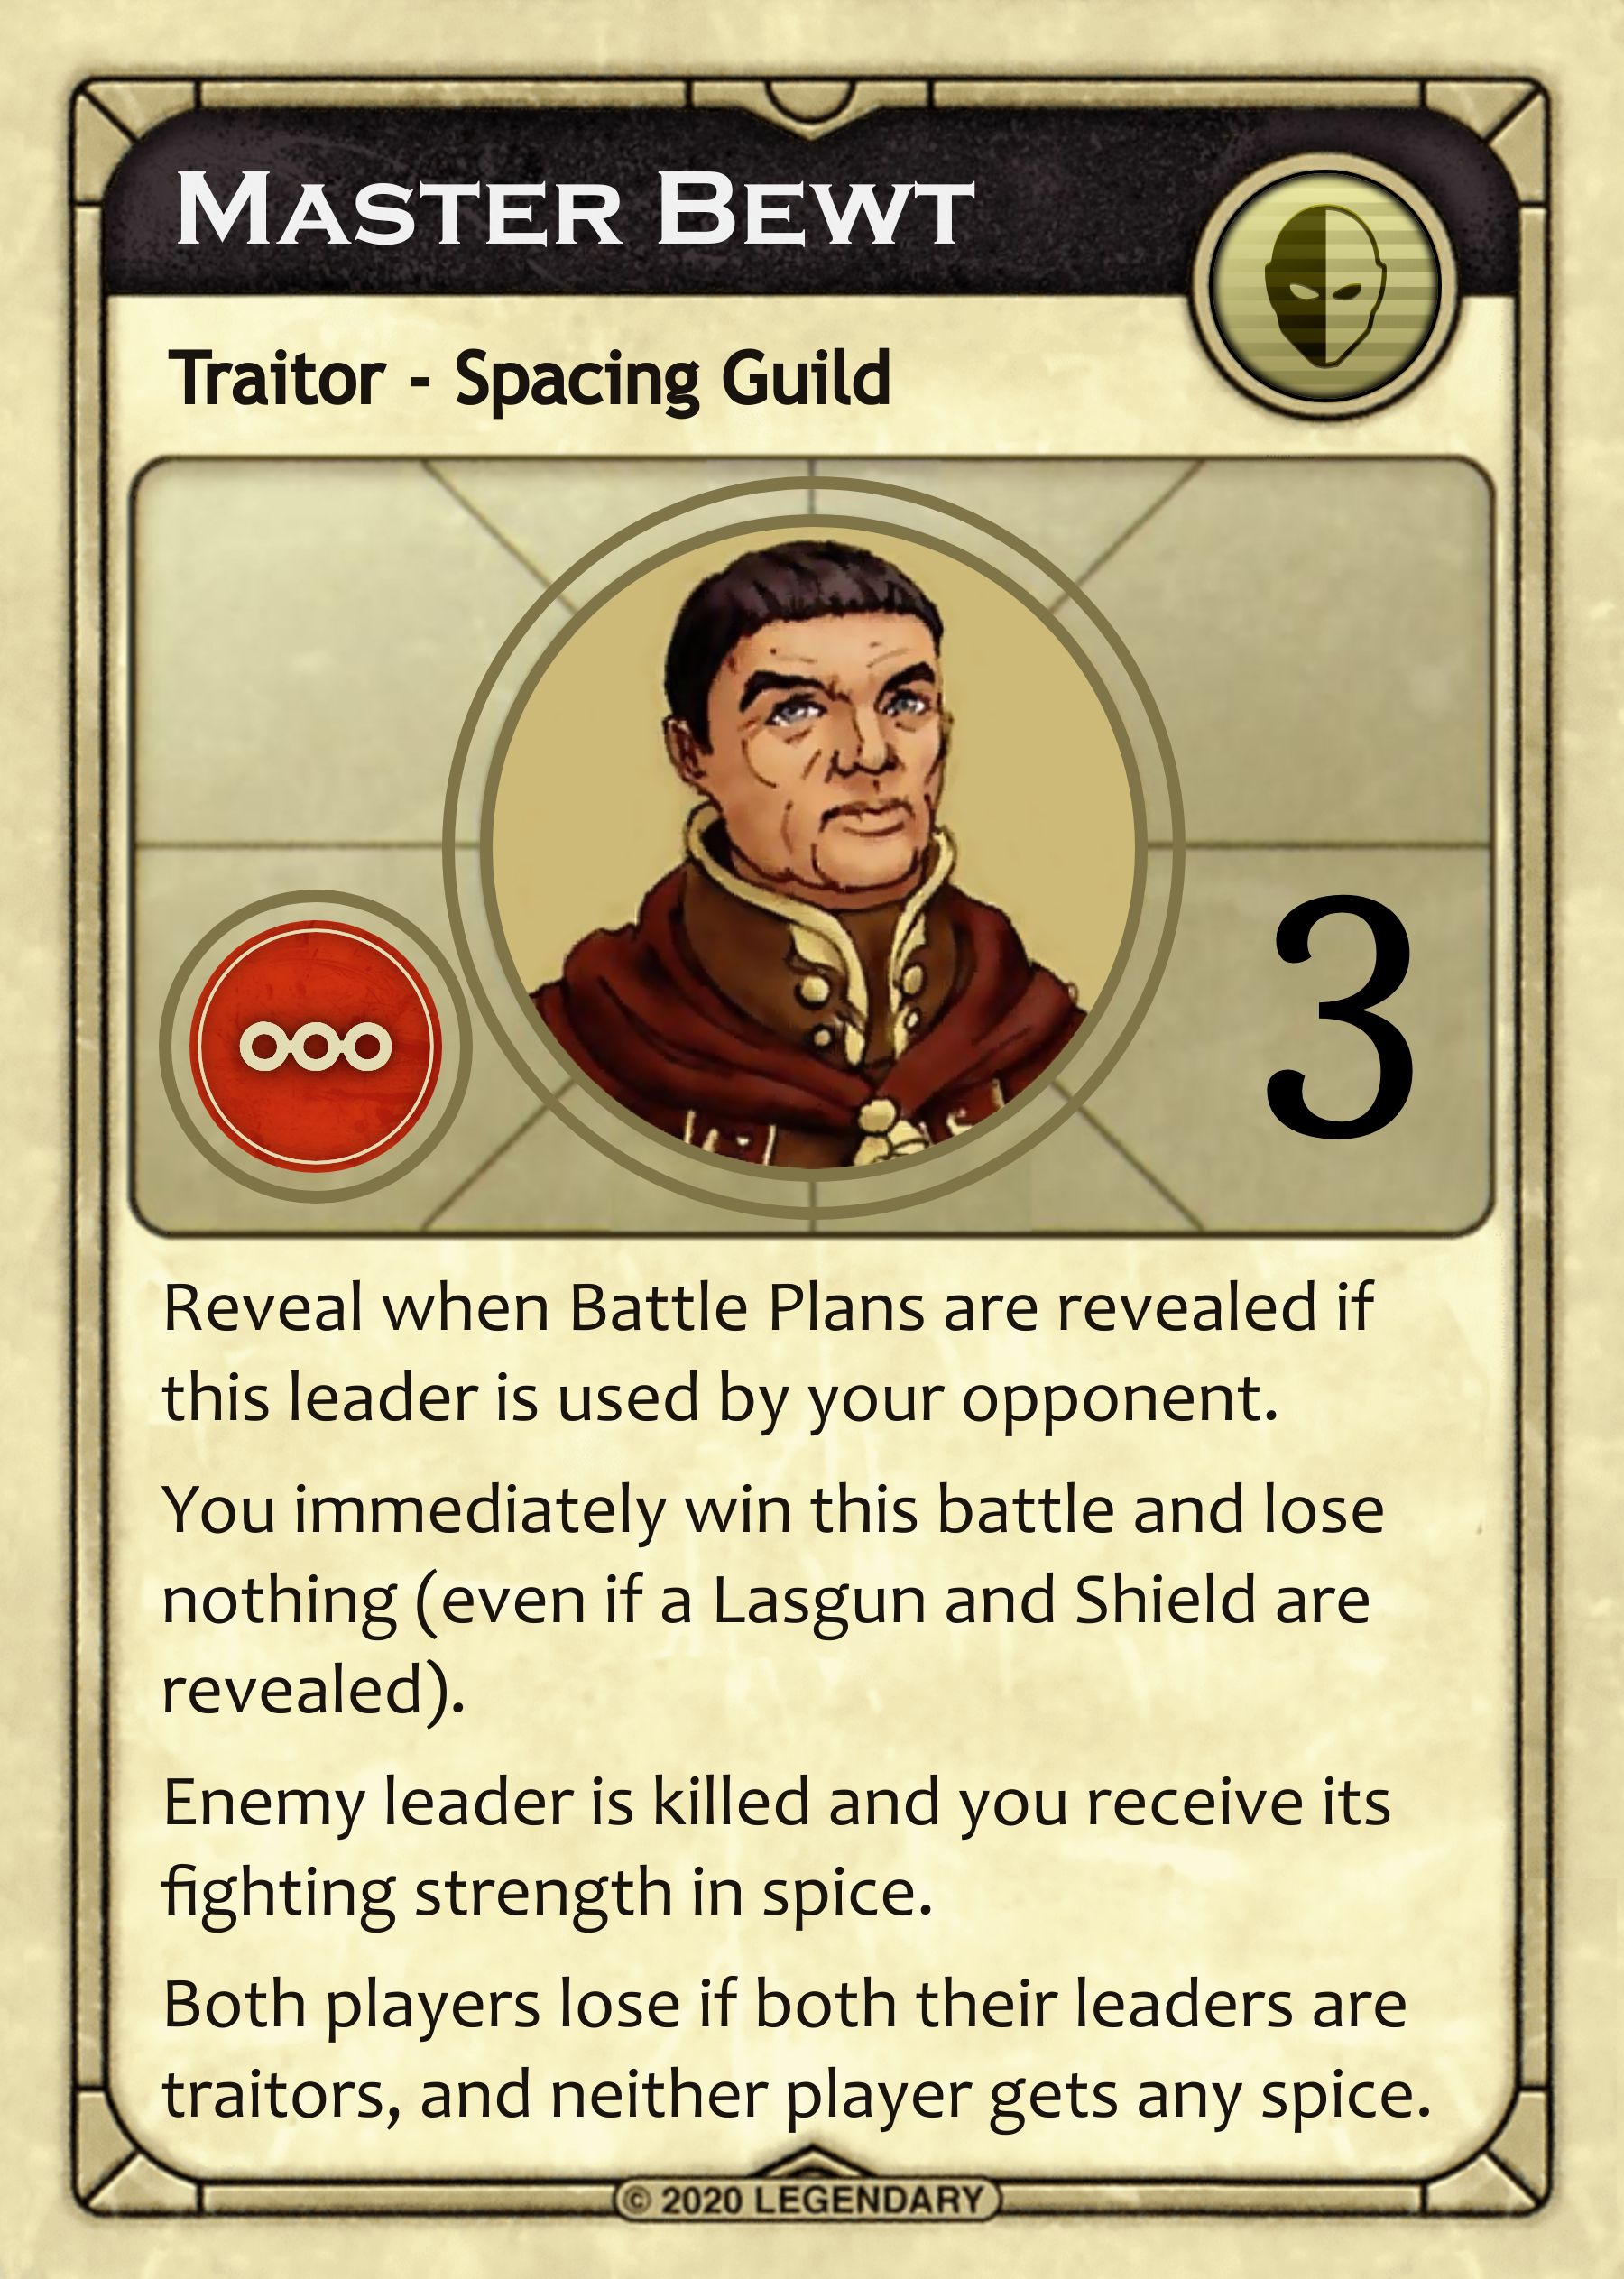 MASTER BEWT
Traitor - Spacing Guild
3
Reveal when Battle Plans are revealed if
this leader is used by your opponent.
You immediately win this battle and lose
nothing (even if a Lasgun and Shield are
revealed).
Enemy leader is killed and you receive its
fighting strength in spice.
Both players lose if both their leaders are
traitors, and neither player gets any spice.
© 2020 LEGENDARY